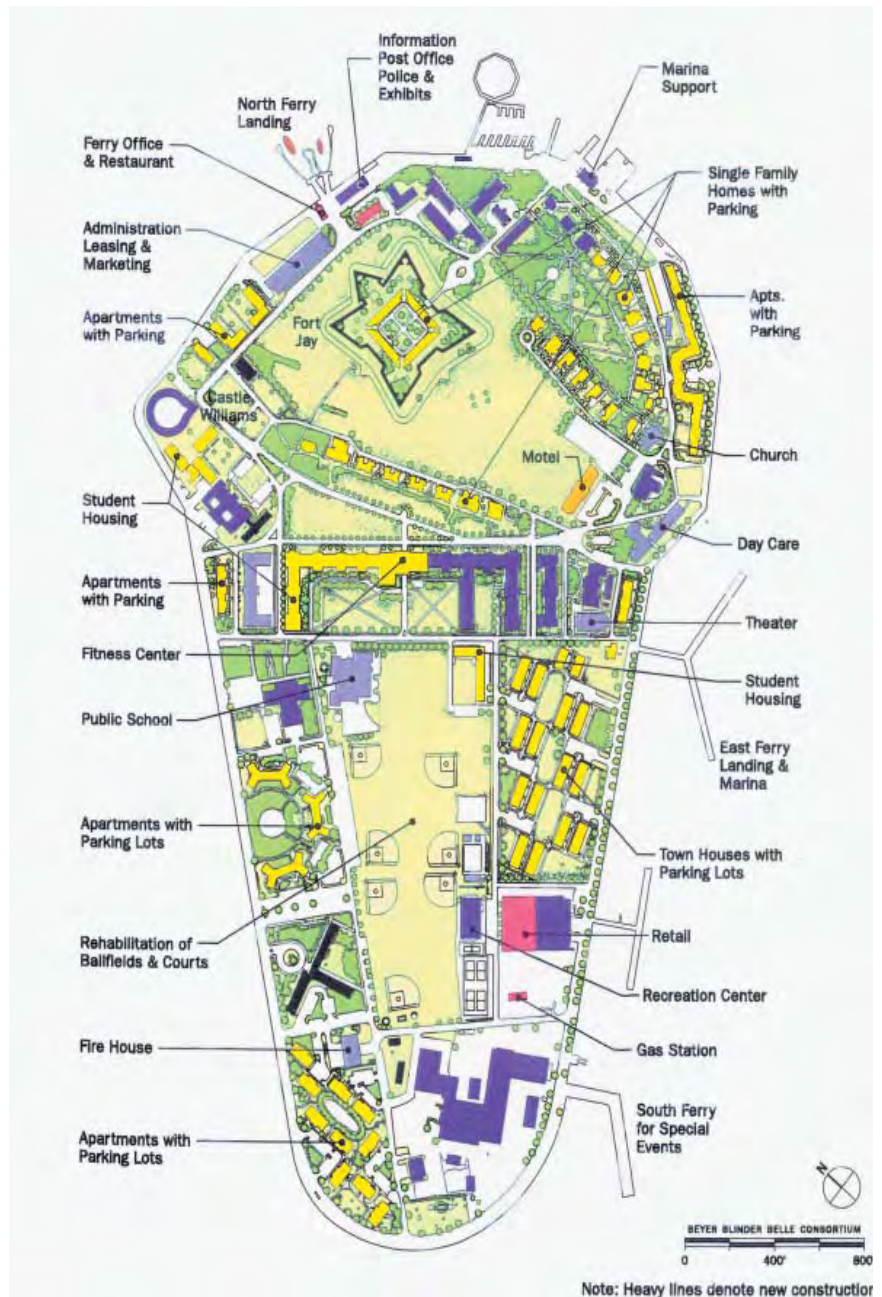 Information
Post Office
Police &
Exhibits
Marina
Support
North Ferry
Landing
Ferry Office
& Restaurant
Single Family
Homes with
Parking
Administration
Leasing &
Marketing
Apts.
with
Parking
Apartments
with Parking
Fort
Jay
Castle
Williams
Church
Motel
Student
Housing
Day Care
Apartments
with Parking
Theater
Fitness Center
Student
Housing
Public School
East Ferry
Landing &
Marina
Apartments with
Parking Lots
Town Houses with
Parking Lots
Rehabilitation of
Ballfields & Courts
Retail
Recreation Center
Fire House
Gas Station
South Ferry
for Special
Events
Apartments with
Parking Lots
N
BEYER BLINDER BELLE CONSORTIUM
0 400' 800
Note: Heavy lines denote new construction